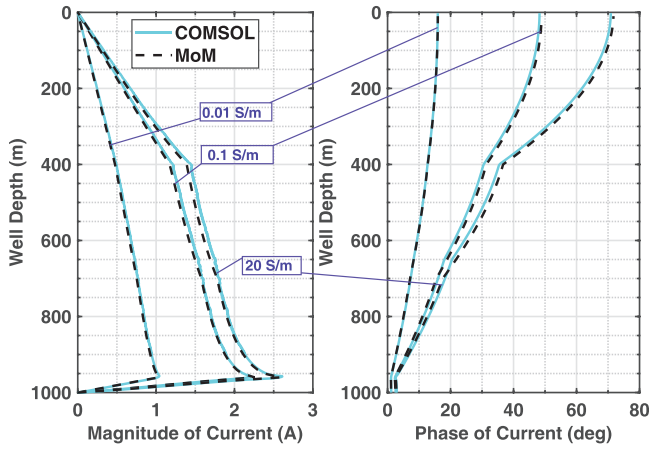 COMSOL
MoM
0.01 S/m
0.1 S/m
20 S/m
Well Depth (m)
0
200
400
600
800
1000
0
1
2
3
Magnitude of Current (A)
Well Depth (m)
0
200
400
600
800
1000
0
20
40
60
80
Phase of Current (deg)